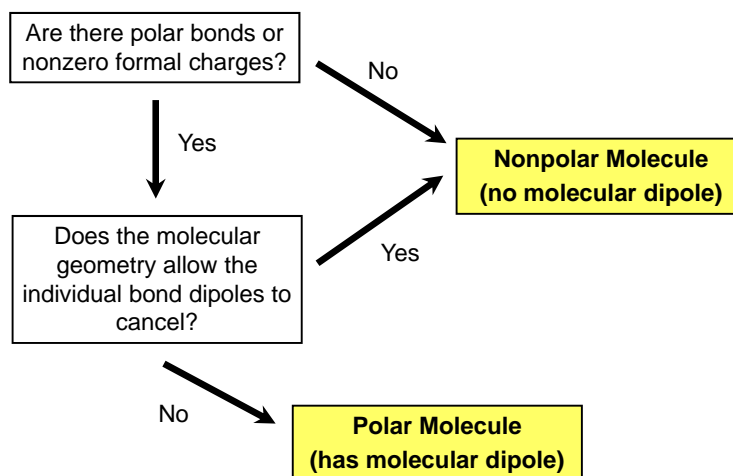 Are there polar bonds or
nonzero formal charges?
No
Yes
Nonpolar Molecule
(no molecular dipole)
Does the molecular
geometry allow the
individual bond dipoles to
cancel?
Yes
No
Polar Molecule
(has molecular dipole)